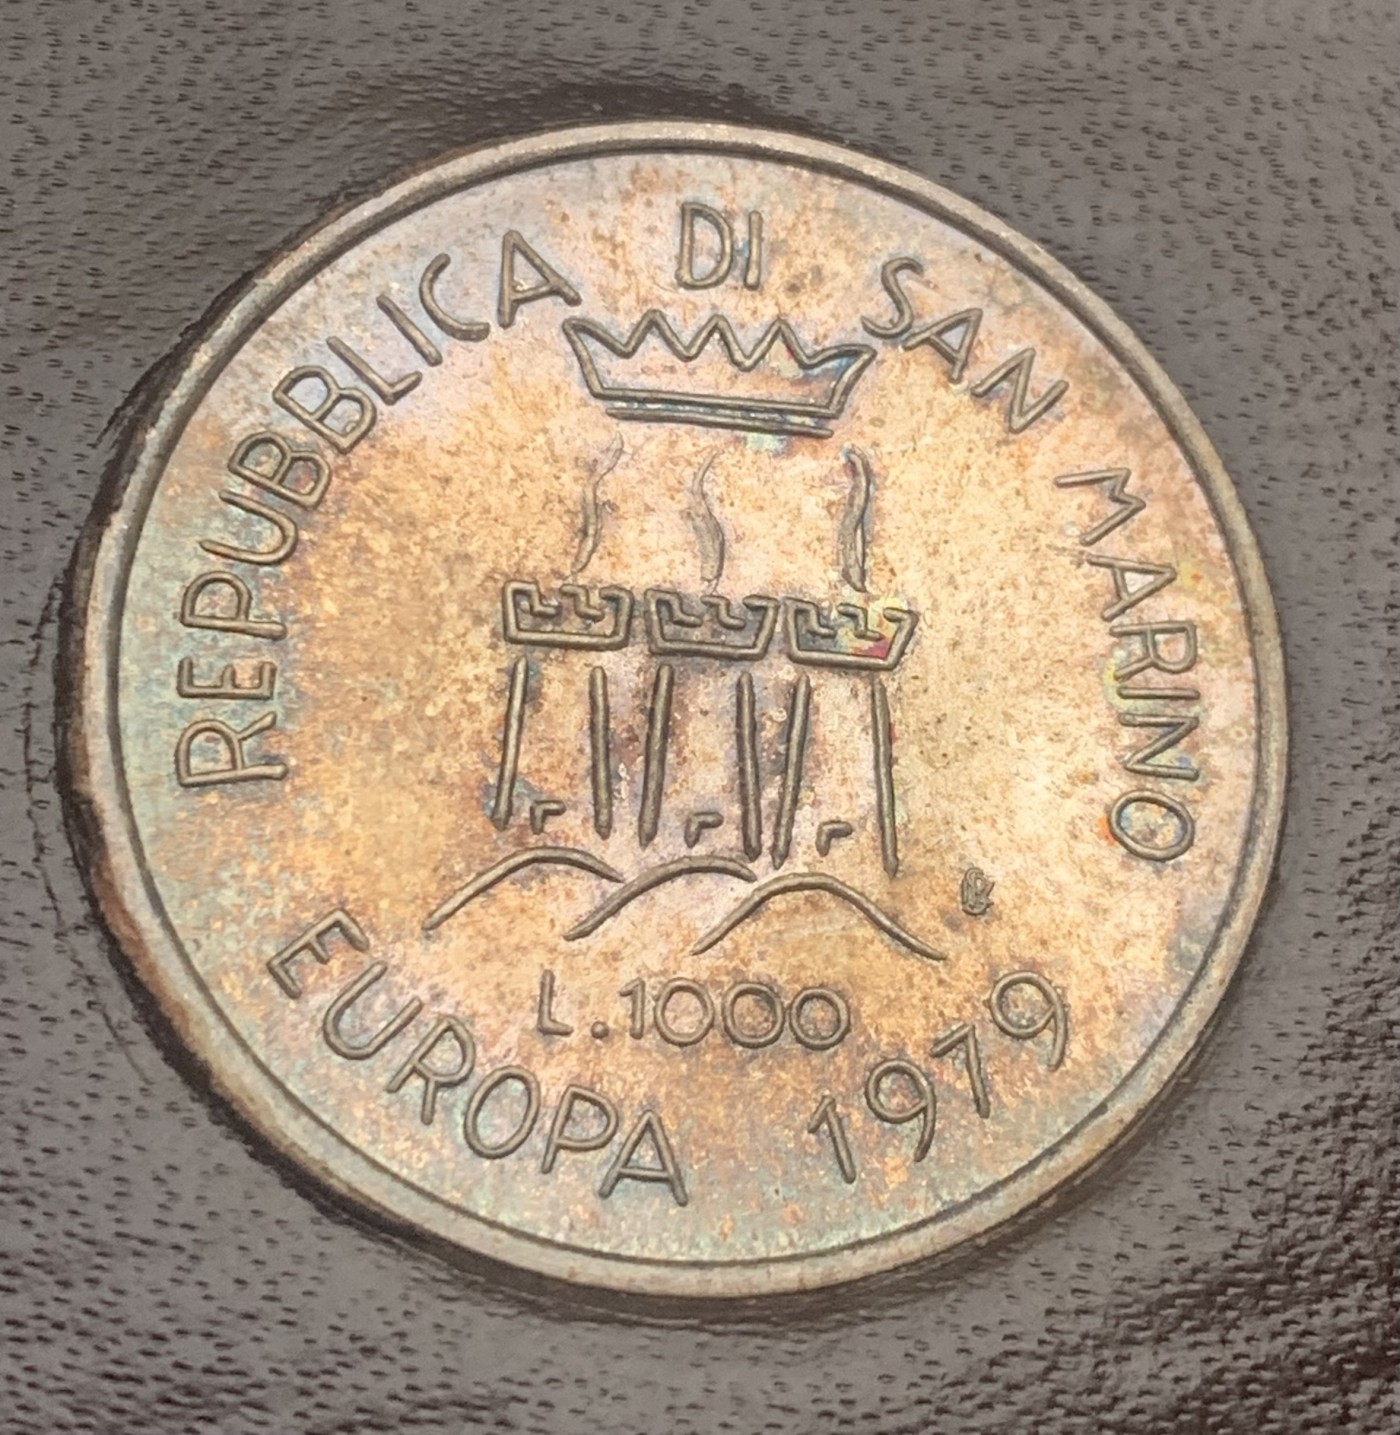 REPUBBLICA DI SAN MARINO
L.1000
EUROPA 1979